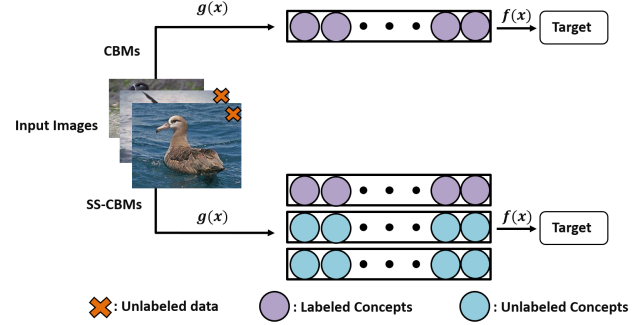 g(x)
f(x)
Target
CBMs
Input Images
SS-CBMs
g(x)
f(x)
Target
: Unlabeled data
: Labeled Concepts
: Unlabeled Concepts